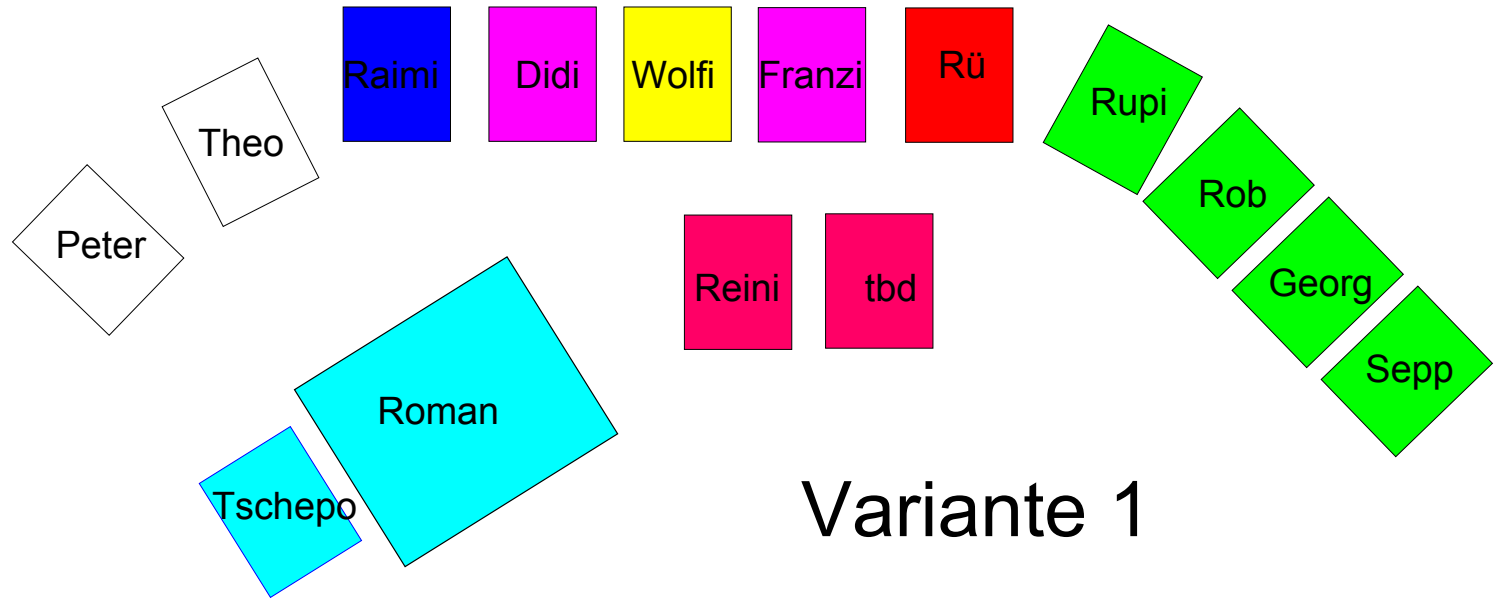 Raimi
Didi
Wolfi
Franzi
Rü
Rupi
Theo
Rob
Peter
Reini
tbd
Georg
Sepp
Roman
Tschepo
Variante 1